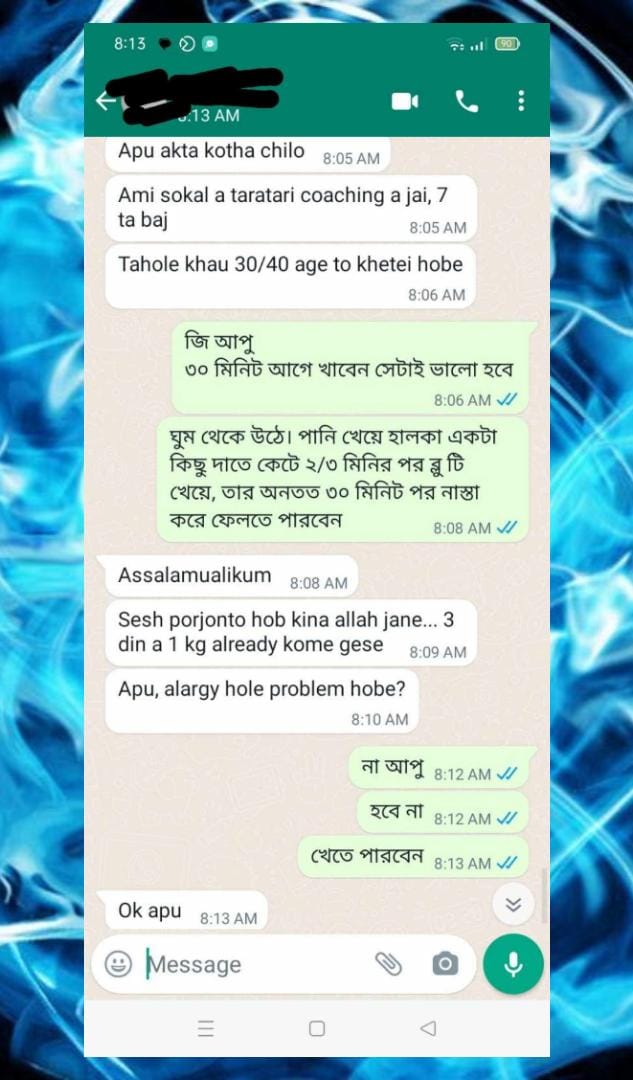 8:13
90
8:13 AM
Apu akta kotha chilo 8:05 AM
Ami sokal a taratari coaching a jai, 7
ta baj 8:05 AM
Tahole khau 30/40 age to khetei hobe
8:06 AM
জি আপু
৩০ মিনিট আগে খাবেন সেটাই ভালো হবে
8:06 AM
ঘুম থেকে উঠে। পানি খেয়ে হালকা একটা
কিছু দাতে কেটে ২/৩ মিনির পর ব্লু টি
খেয়ে, তার অনতত ৩০ মিনিট পর নাস্তা
করে ফেলতে পারবেন 8:08 AM
Assalamualikum 8:08 AM
Sesh porjonto hob kina allah jane... 3
din a 1 kg already kome gese 8:09 AM
Apu, alargy hole problem hobe?
8:10 AM
না আপু 8:12 AM
হবে না 8:12 AM
খেতে পারবেন 8:13 AM
Ok apu 8:13 AM
Message